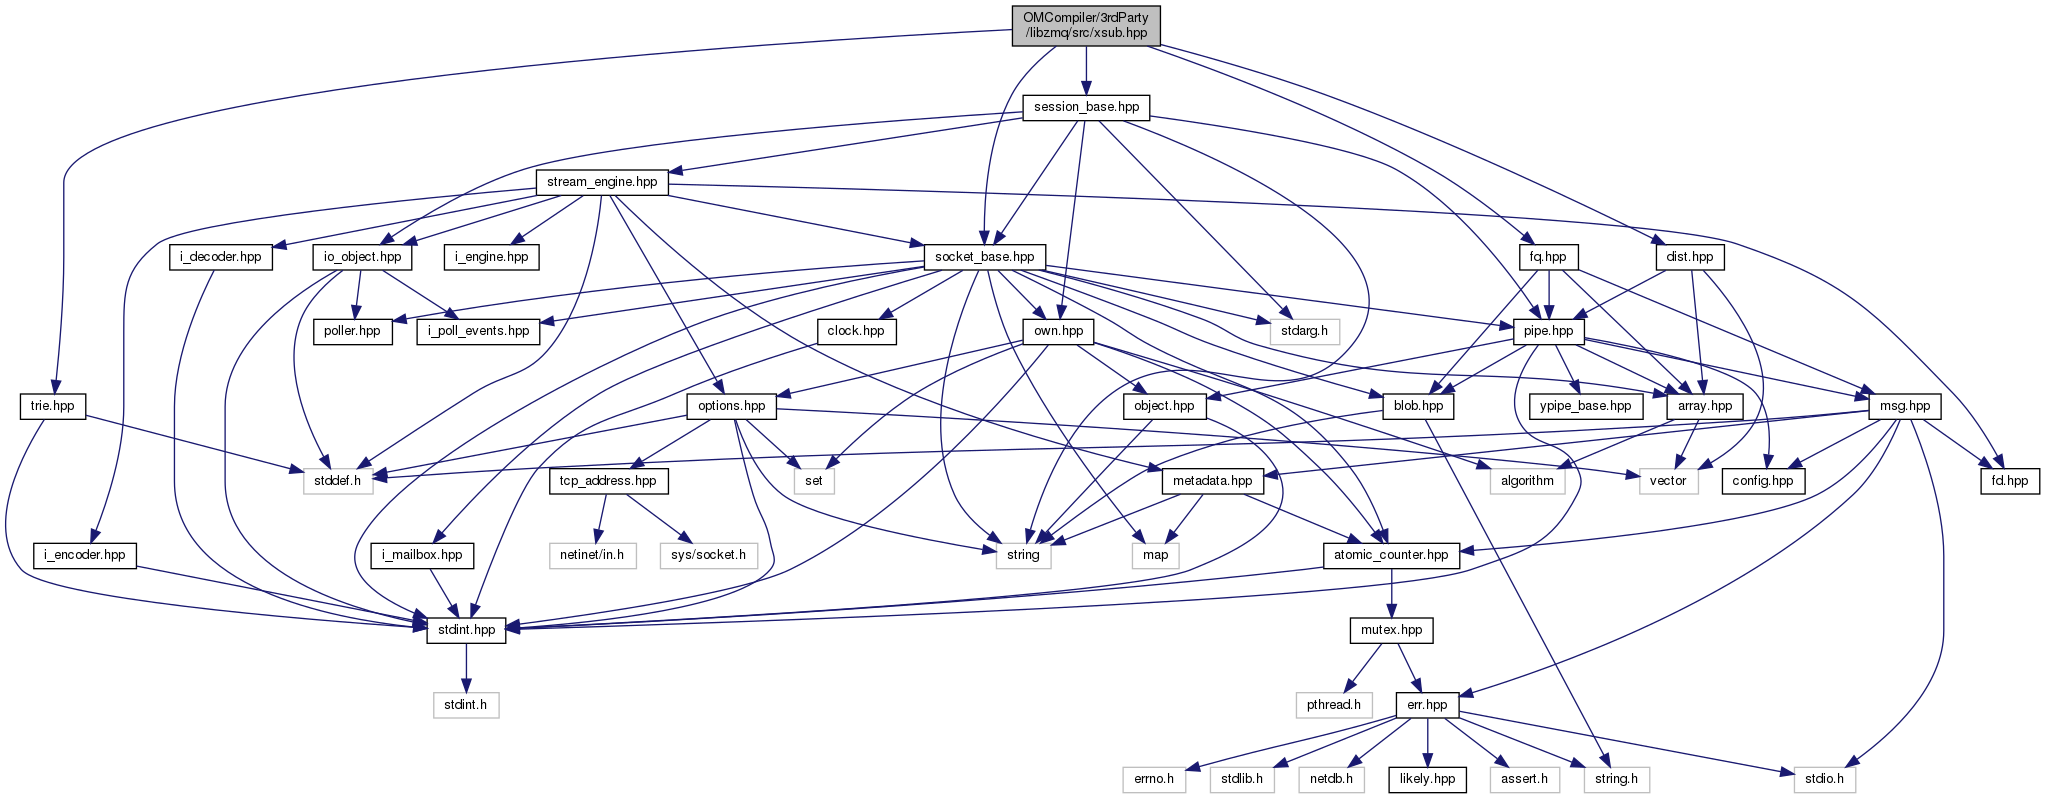 OMCompiler/3rdParty
/libzmq/src/xsub.hpp
session_base.hpp
stream_engine.hpp
i_decoder.hpp
io_object.hpp
i_engine.hpp
socket_base.hpp
fq.hpp
dist.hpp
poller.hpp
i_poll_events.hpp
clock.hpp
own.hpp
stdarg.h
pipe.hpp
trie.hpp
options.hpp
object.hpp
blob.hpp
ypipe_base.hpp
array.hpp
msg.hpp
stddef.h
tcp_address.hpp
set
metadata.hpp
algorithm
vector
config.hpp
fd.hpp
i_encoder.hpp
i_mailbox.hpp
netinet/in.h
sys/socket.h
string
map
atomic_counter.hpp
stdint.hpp
mutex.hpp
stdint.h
pthread.h
err.hpp
errno.h
stdlib.h
netdb.h
likely.hpp
assert.h
string.h
stdio.h